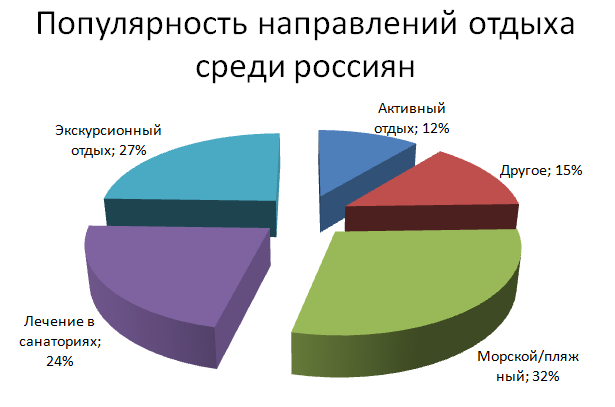 Популярность направлений отдыха
среди россиян
Активный
отдых; 12%
Другое; 15%
Морской/пляж
ный; 32%
Лечение в
санаториях;
24%
Экскурсионный
отдых; 27%